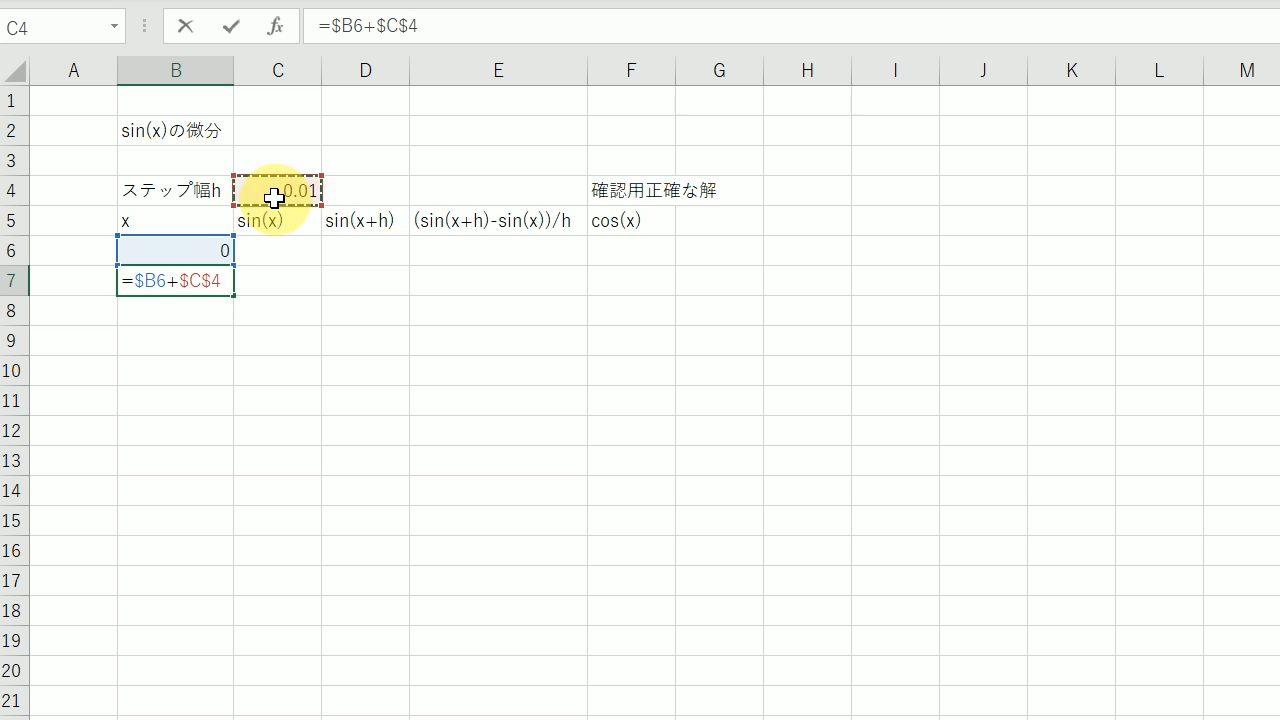 C4 fx =$B6+$C$4
A B C D E F G H I J K L M
1
2 sin(x)の微分
3
4 ステップ幅h 0.01 確認用正確な解
5 x sin(x) sin(x+h) (sin(x+h)-sin(x))/h cos(x)
6 0
7 =$B6+$C$4
8
9
10
11
12
13
14
15
16
17
18
19
20
21